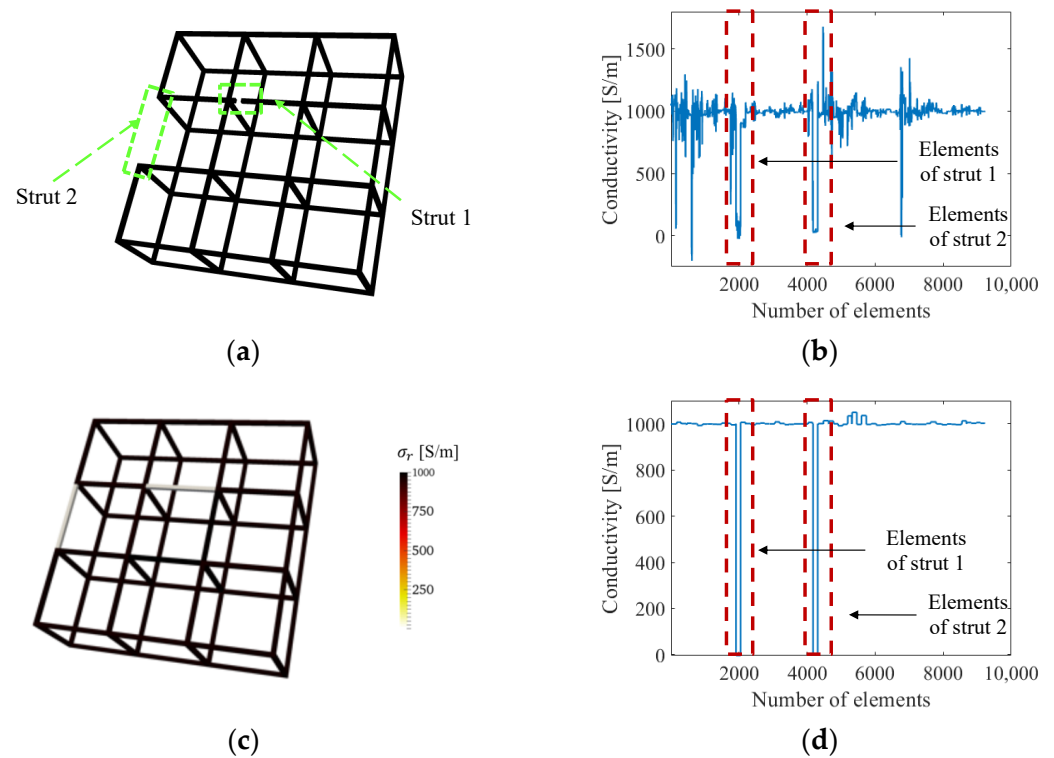 Strut 2
Strut 1
(a)
Conductivity [S/m]
1500
1000
500
0
2000
4000
6000
8000
10,000
Number of elements
Elements
of strut 1
Elements
of strut 2
(b)
σr [S/m]
1000
750
500
250
(c)
Conductivity [S/m]
1000
800
600
400
200
0
2000
4000
6000
8000
10,000
Number of elements
Elements
of strut 1
Elements
of strut 2
(d)